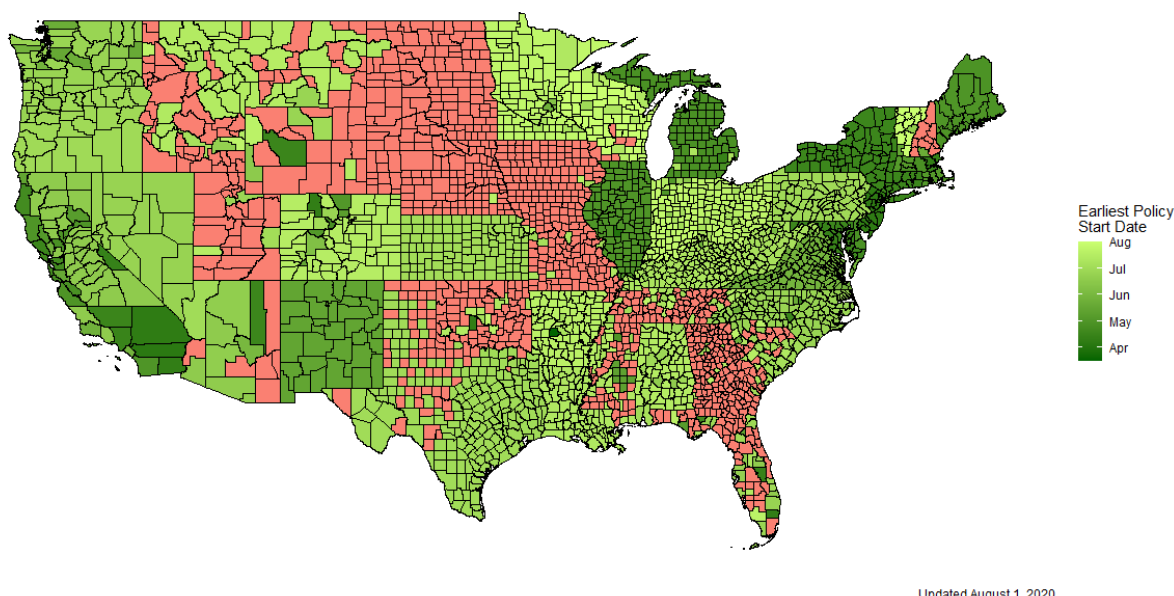 Earliest Policy
Start Date
Aug
Jul
Jun
May
Apr
Updated August 1, 2020